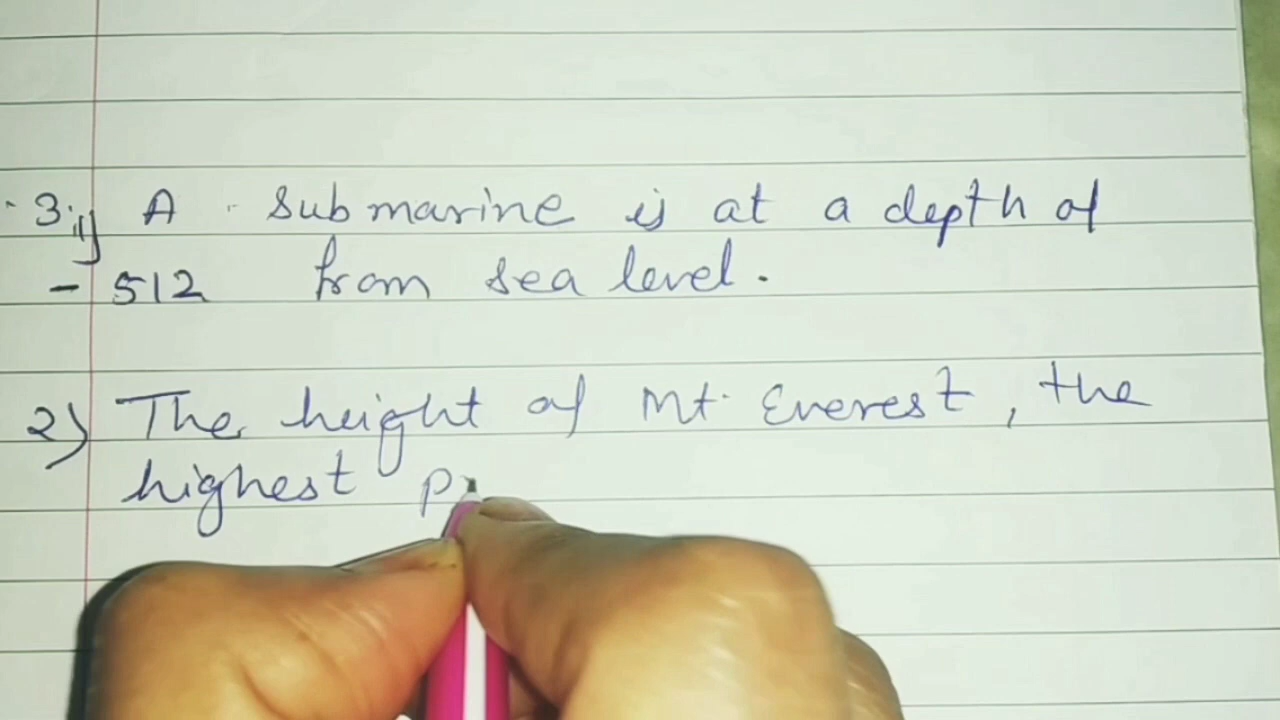 3. i) A submarine is at a depth of
- 512 from sea level.
2) The height of Mt. Everest, the
highest